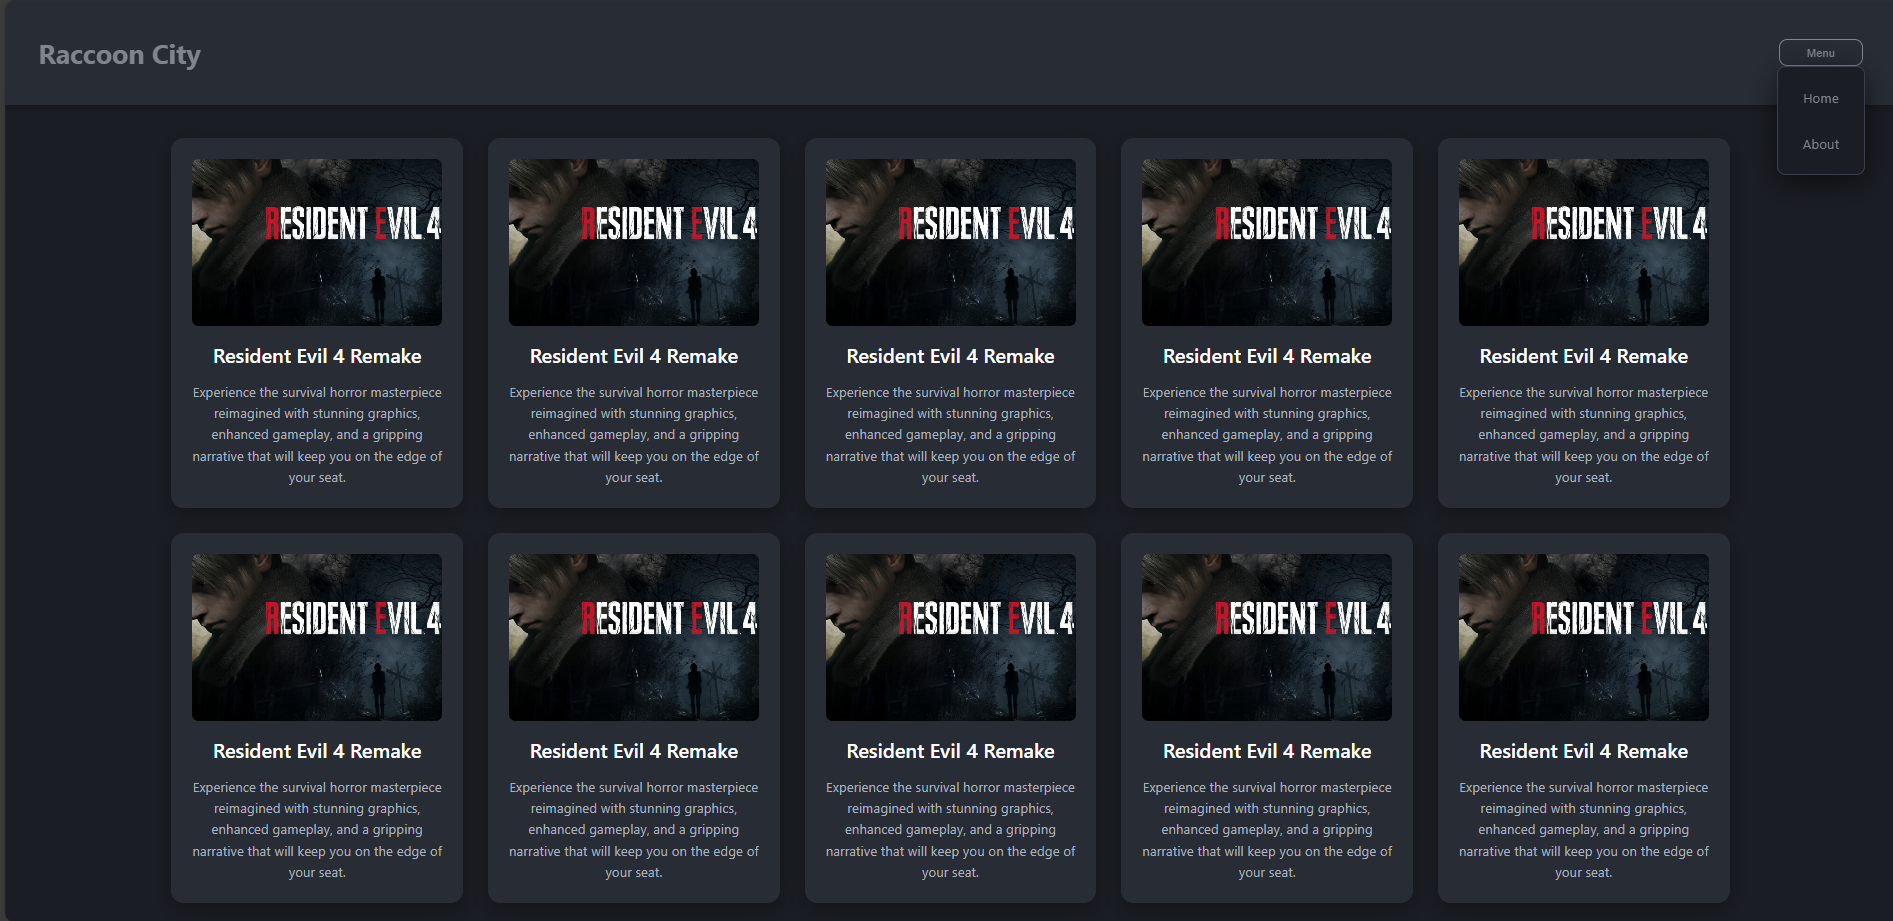 Raccoon City
Menu
Home
About
RESIDENT EVIL 4
RESIDENT EVIL 4
RESIDENT EVIL 4
RESIDENT EVIL 4
RESIDENT EVIL 4
Resident Evil 4 Remake
Resident Evil 4 Remake
Resident Evil 4 Remake
Resident Evil 4 Remake
Resident Evil 4 Remake
Experience the survival horror masterpiece
reimagined with stunning graphics,
enhanced gameplay, and a gripping
narrative that will keep you on the edge of
your seat.
Experience the survival horror masterpiece
reimagined with stunning graphics,
enhanced gameplay, and a gripping
narrative that will keep you on the edge of
your seat.
Experience the survival horror masterpiece
reimagined with stunning graphics,
enhanced gameplay, and a gripping
narrative that will keep you on the edge of
your seat.
Experience the survival horror masterpiece
reimagined with stunning graphics,
enhanced gameplay, and a gripping
narrative that will keep you on the edge of
your seat.
Experience the survival horror masterpiece
reimagined with stunning graphics,
enhanced gameplay, and a gripping
narrative that will keep you on the edge of
your seat.
RESIDENT EVIL 4
RESIDENT EVIL 4
RESIDENT EVIL 4
RESIDENT EVIL 4
RESIDENT EVIL 4
Resident Evil 4 Remake
Resident Evil 4 Remake
Resident Evil 4 Remake
Resident Evil 4 Remake
Resident Evil 4 Remake
Experience the survival horror masterpiece
reimagined with stunning graphics,
enhanced gameplay, and a gripping
narrative that will keep you on the edge of
your seat.
Experience the survival horror masterpiece
reimagined with stunning graphics,
enhanced gameplay, and a gripping
narrative that will keep you on the edge of
your seat.
Experience the survival horror masterpiece
reimagined with stunning graphics,
enhanced gameplay, and a gripping
narrative that will keep you on the edge of
your seat.
Experience the survival horror masterpiece
reimagined with stunning graphics,
enhanced gameplay, and a gripping
narrative that will keep you on the edge of
your seat.
Experience the survival horror masterpiece
reimagined with stunning graphics,
enhanced gameplay, and a gripping
narrative that will keep you on the edge of
your seat.